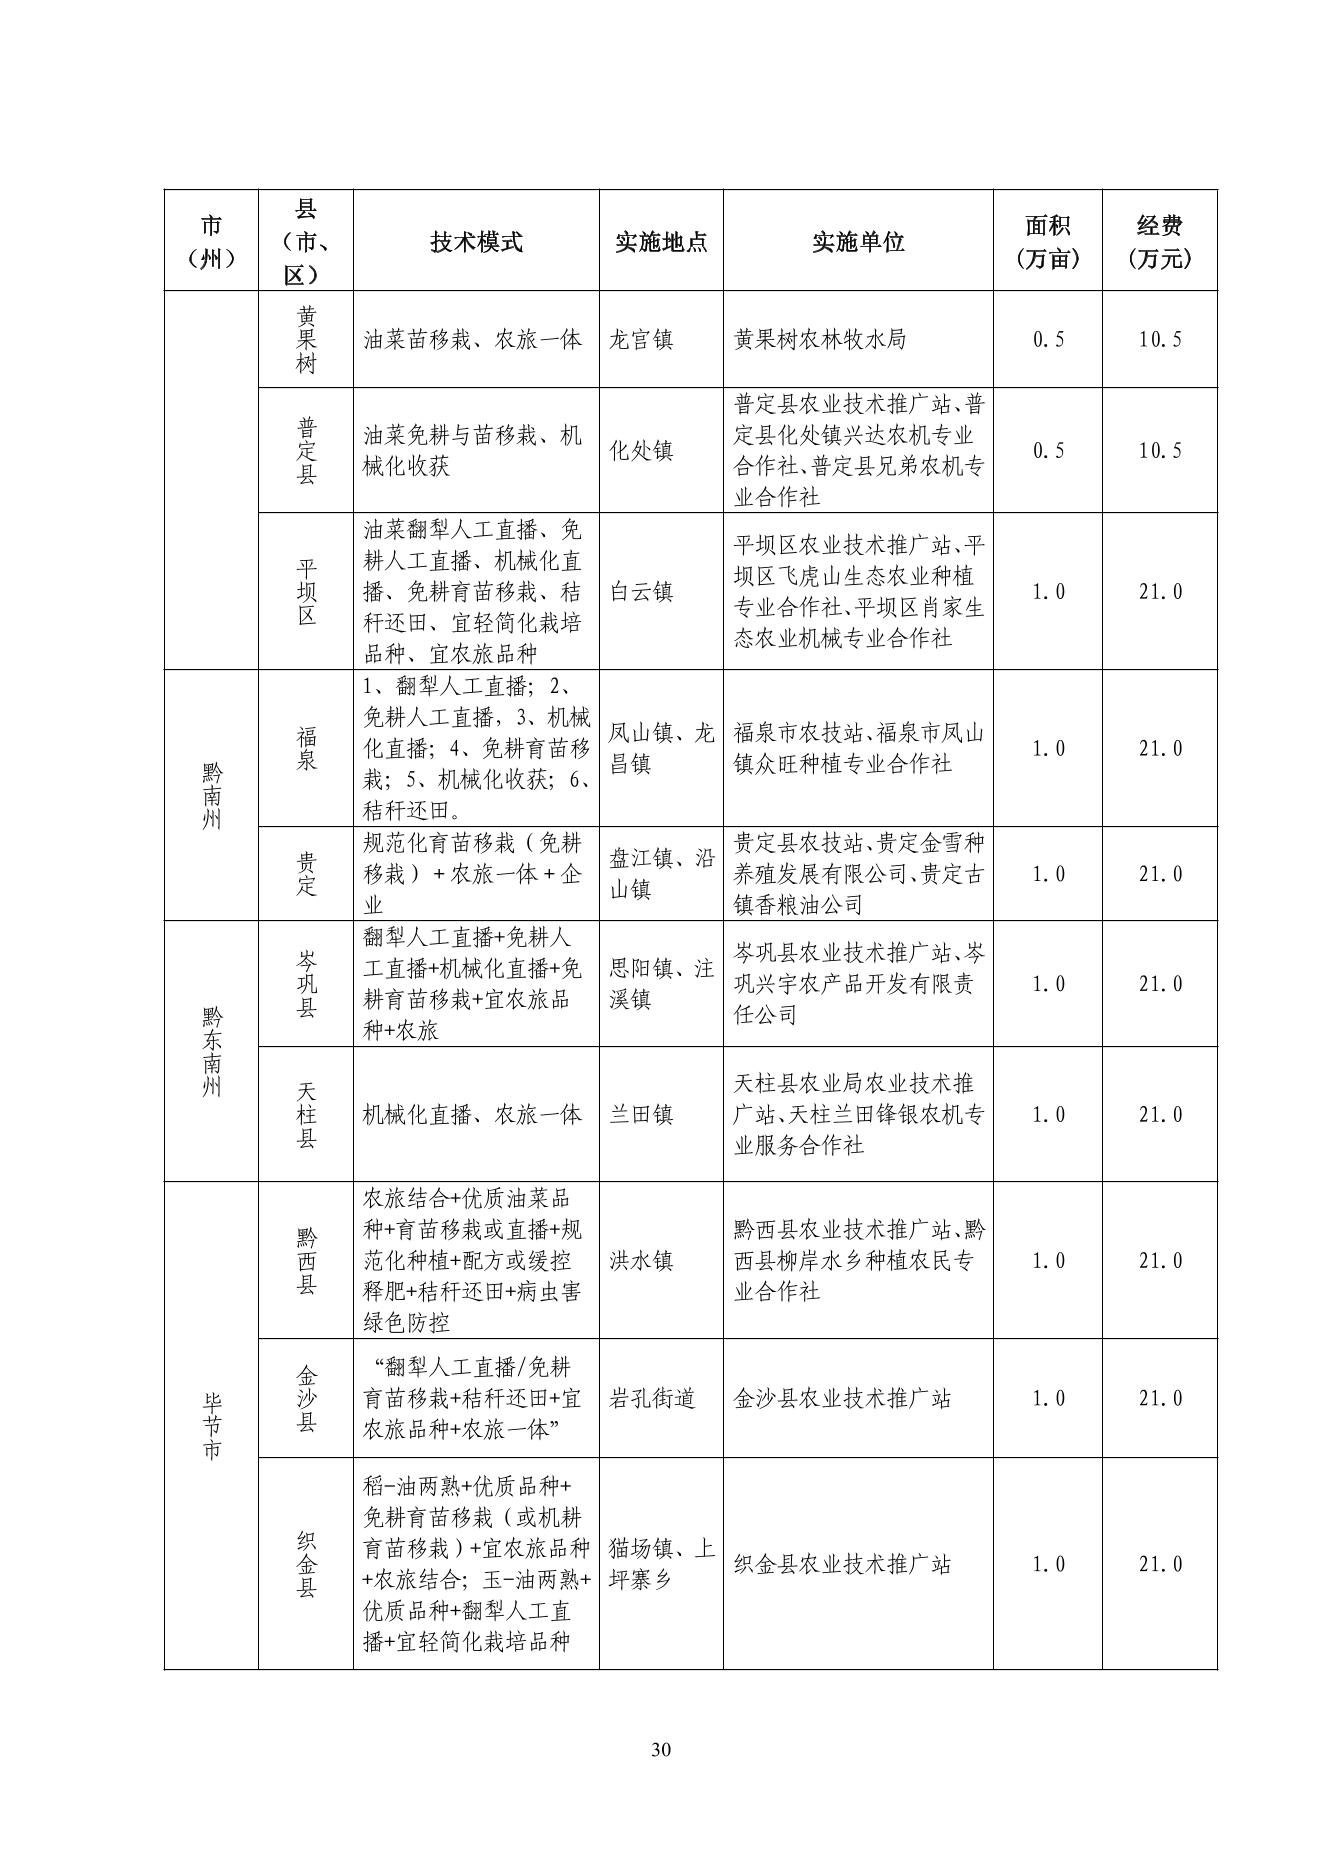 市
（州）
县
（市、
区）
技术模式
实施地点
实施单位
面积
（万亩）
经费
（万元）
黄果树
油菜苗移栽、农旅一体
龙宫镇
黄果树农林牧水局
0.5
10.5
普定县
油菜免耕与苗移栽、机
械化收获
化处镇
普定县农业技术推广站、普
定县化处镇兴达农机专业
合作社、普定县兄弟农机专
业合作社
0.5
10.5
平坝区
油菜翻犁人工直播、免
耕人工直播、机械化直
播、免耕育苗移栽、秸
秆还田、宜轻简化栽培
品种、宜农旅品种
白云镇
平坝区农业技术推广站、平
坝区飞虎山生态农业种植
专业合作社、平坝区肖家生
态农业机械专业合作社
1.0
21.0
黔南州
福泉
1、翻犁人工直播；2、
免耕人工直播，3、机械
化直播；4、免耕育苗移
栽；5、机械化收获；6、
秸秆还田。
凤山镇、龙
昌镇
福泉市农技站、福泉市凤山
镇众旺种植专业合作社
1.0
21.0
贵定
规范化育苗移栽（免耕
移栽）+农旅一体+企
业
盘江镇、沿
山镇
贵定县农技站、贵定金雪种
养殖发展有限公司、贵定古
镇香粮油公司
1.0
21.0
黔东南州
岑巩县
翻犁人工直播+免耕人
工直播+机械化直播+免
耕育苗移栽+宜农旅品
种+农旅
思阳镇、注
溪镇
岑巩县农业技术推广站、岑
巩兴宇农产品开发有限责
任公司
1.0
21.0
天柱县
机械化直播、农旅一体
兰田镇
天柱县农业局农业技术推
广站、天柱兰田锋银农机专
业服务合作社
1.0
21.0
毕节市
黔西县
农旅结合+优质油菜品
种+育苗移栽或直播+规
范化种植+配方或缓控
释肥+秸秆还田+病虫害
绿色防控
洪水镇
黔西县农业技术推广站、黔
西县柳岸水乡种植农民专
业合作社
1.0
21.0
金沙县
“翻犁人工直播/免耕
育苗移栽+秸秆还田+宜
农旅品种+农旅一体”
岩孔街道
金沙县农业技术推广站
1.0
21.0
织金县
稻-油两熟+优质品种+
免耕育苗移栽（或机耕
育苗移栽）+宜农旅品种
+农旅结合；玉-油两熟+
优质品种+翻犁人工直
播+宜轻简化栽培品种
猫场镇、上
坪寨乡
织金县农业技术推广站
1.0
21.0
30